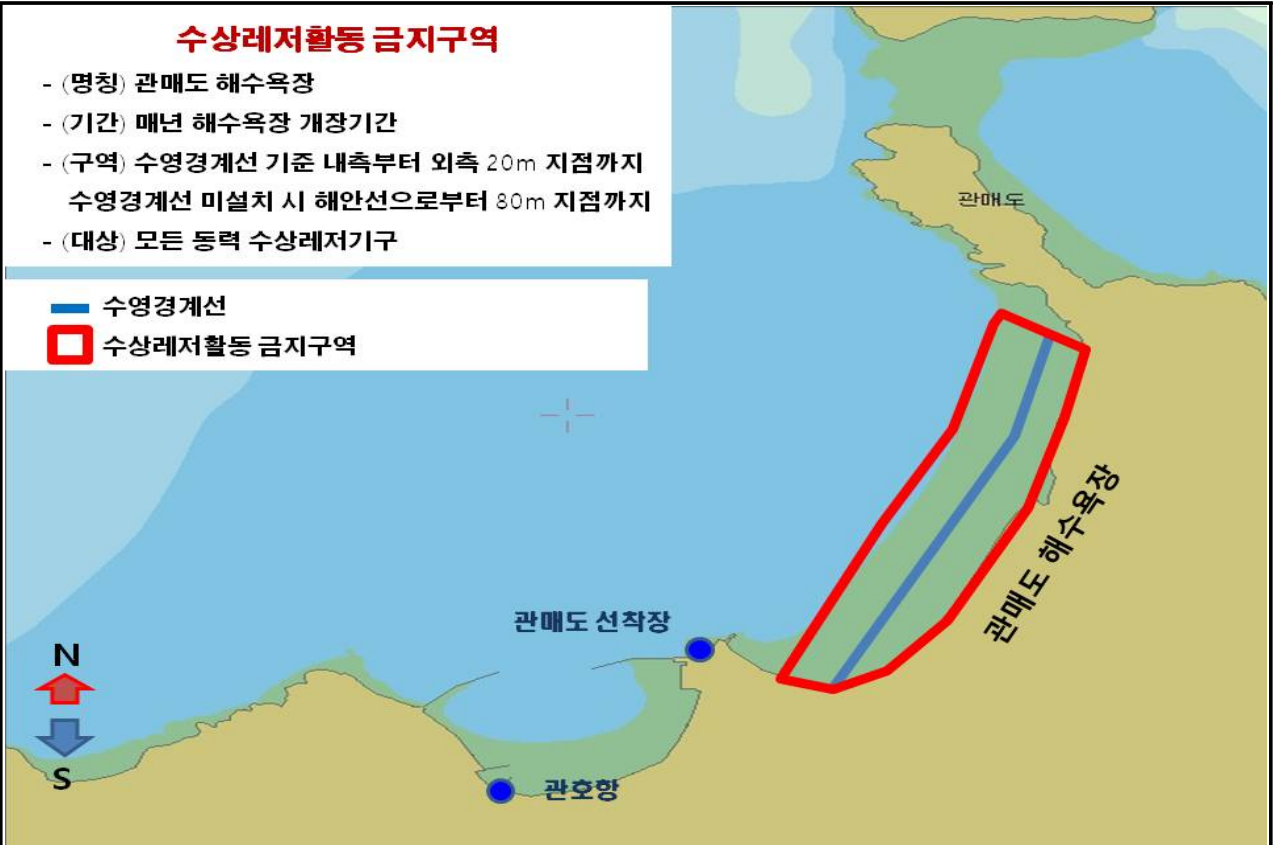 수상레저활동 금지구역
- (명칭) 관매도 해수욕장
- (기간) 매년 해수욕장 개장기간
- (구역) 수영경계선 기준 내측부터 외측 20m 지점까지
수영경계선 미설치 시 해안선으로부터 80m 지점까지
- (대상) 모든 동력 수상레저기구
수영경계선
수상레저활동 금지구역
관매도
관매도 해수욕장
관매도 선착장
관호항
N
S